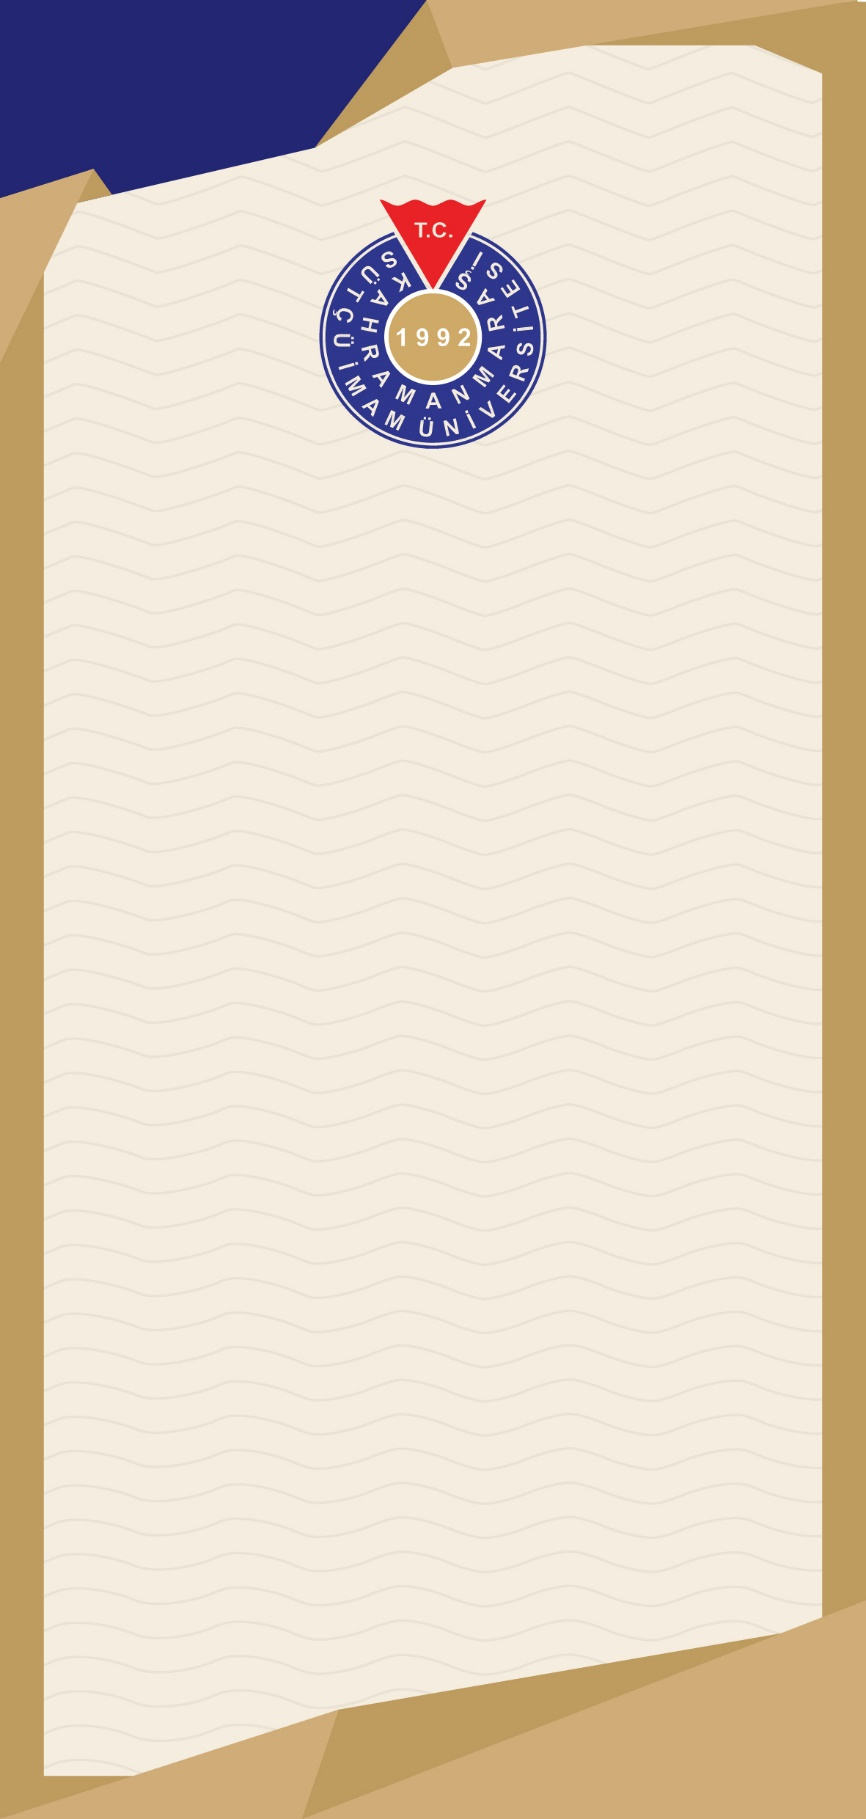 T.C.
KAHRAMANMARAŞ
SÜTÇÜ İMAM ÜNİVERSİTESİ
1992